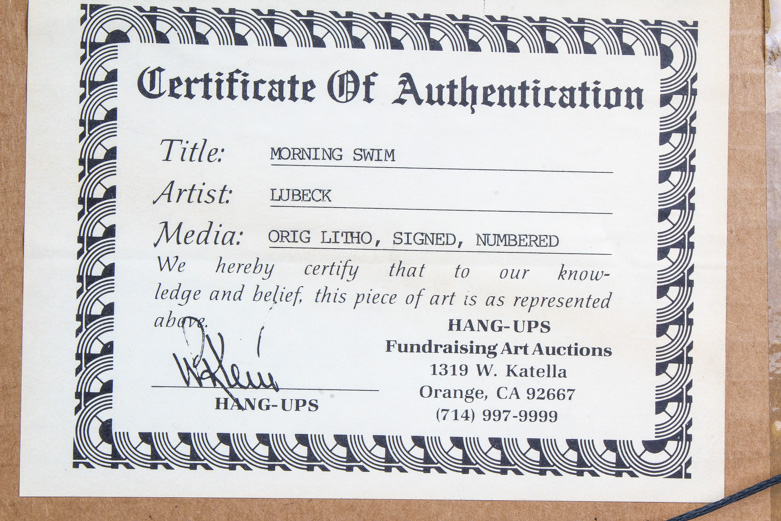 Certificate Of Authentication
Title: MORNING SWIM
Artist: LUBECK
Media: ORIG LITHO, SIGNED, NUMBERED
We hereby certify that to our know-
ledge and belief, this piece of art is as represented
above.
HANG-UPS
HANG-UPS
Fundraising Art Auctions
1319 W. Katella
Orange, CA 92667
(714) 997-9999